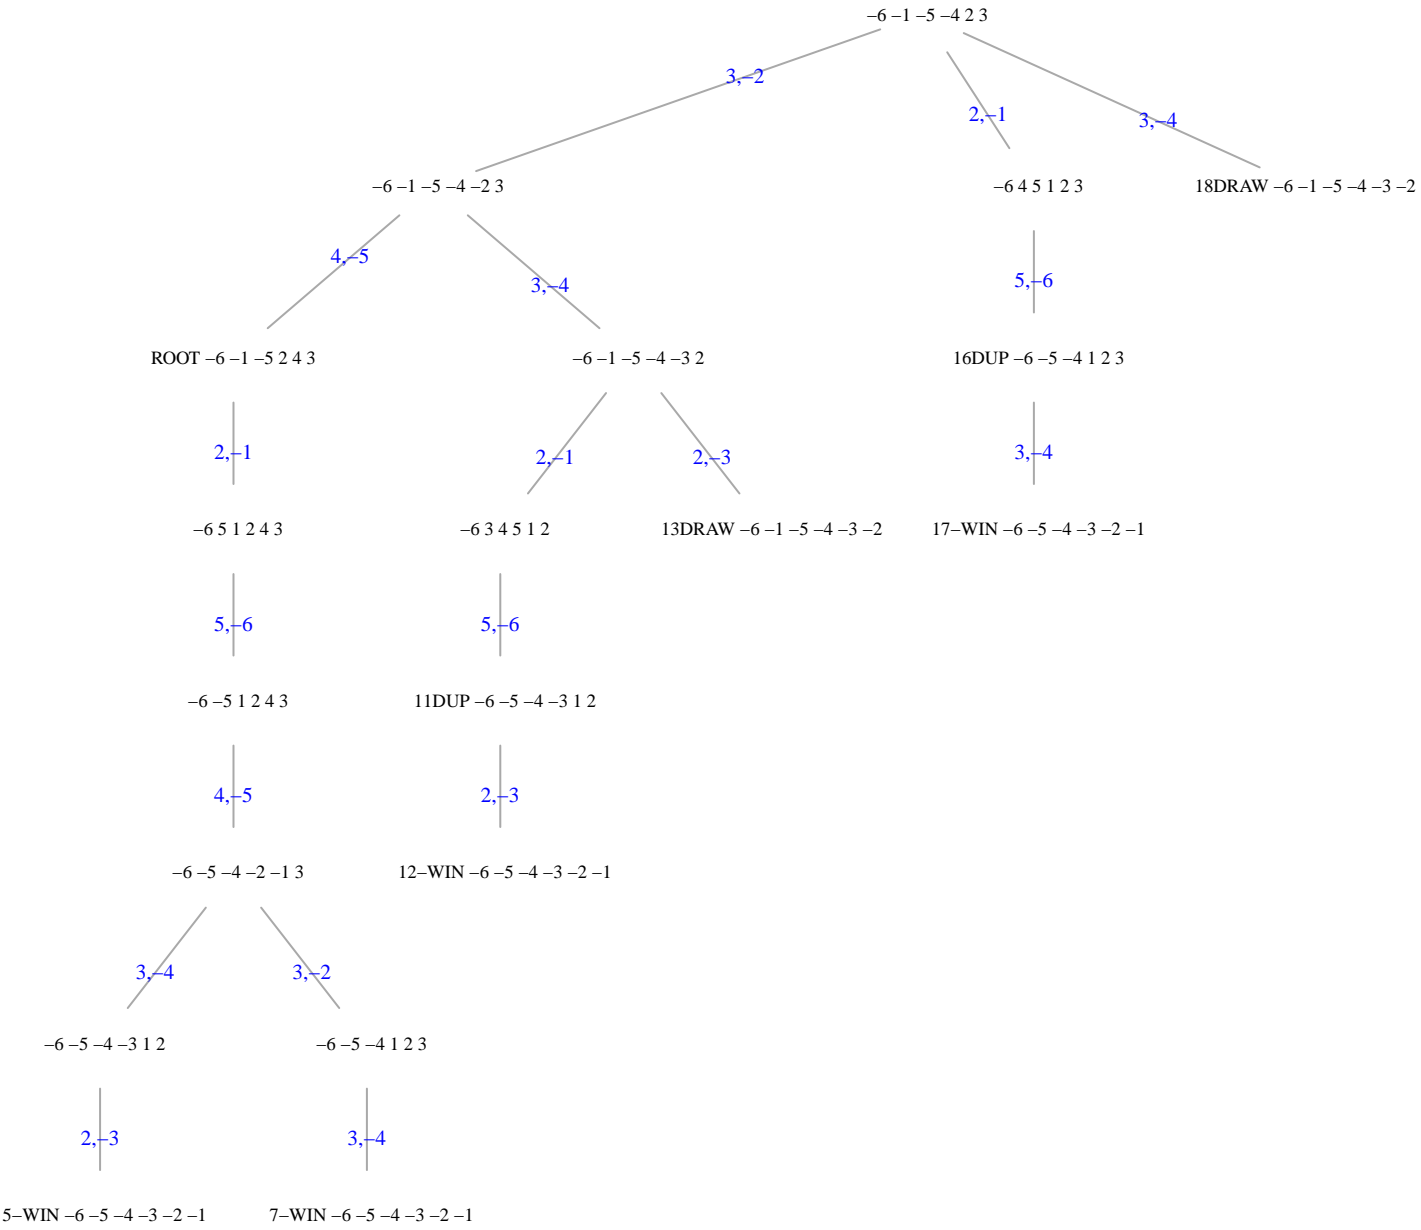 −6 −1 −5 −4 2 3
3,−2
2,−1
3,−4
−6 −1 −5 −4 −2 3
−6 4 5 1 2 3
18DRAW −6 −1 −5 −4 −3 −2
4,−5
3,−4
5,−6
ROOT −6 −1 −5 2 4 3
−6 −1 −5 −4 −3 2
16DUP −6 −5 −4 1 2 3
2,−1
2,−1
2,−3
3,−4
−6 5 1 2 4 3
−6 3 4 5 1 2
13DRAW −6 −1 −5 −4 −3 −2
17−WIN −6 −5 −4 −3 −2 −1
5,−6
5,−6
−6 −5 1 2 4 3
11DUP −6 −5 −4 −3 1 2
4,−5
2,−3
−6 −5 −4 −2 −1 3
12−WIN −6 −5 −4 −3 −2 −1
3,−4
3,−2
−6 −5 −4 −3 1 2
−6 −5 −4 1 2 3
2,−3
3,−4
5−WIN −6 −5 −4 −3 −2 −1
7−WIN −6 −5 −4 −3 −2 −1